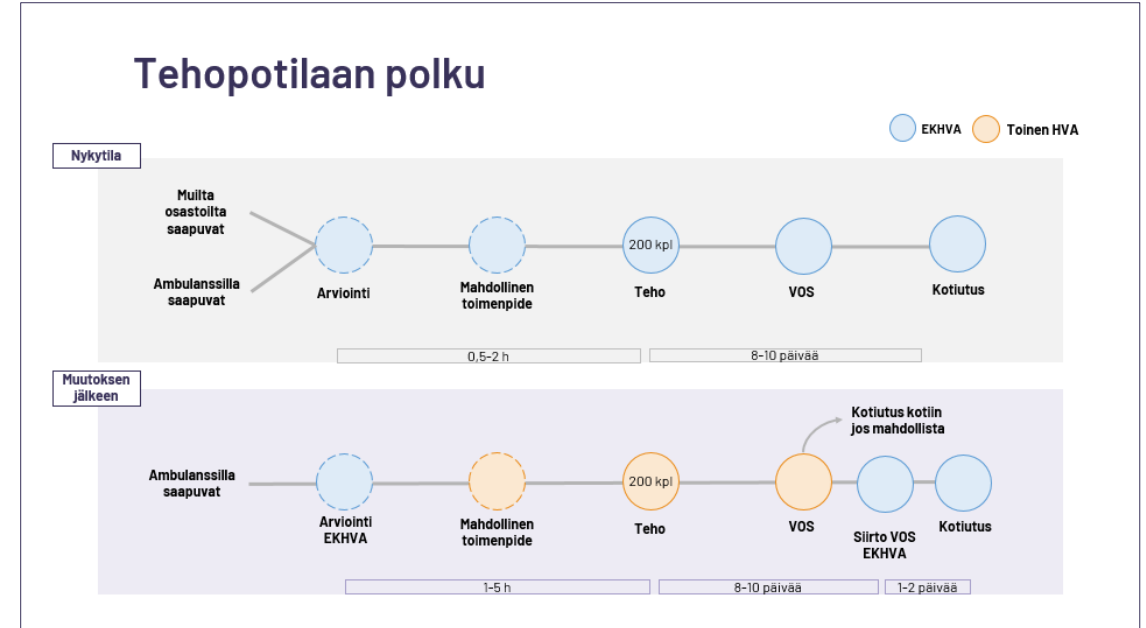 Tehopotilaan polku
EKHVA
Toinen HVA
Nykytila
Muilta
osastoilta
saapuvat
Ambulanssilla
saapuvat
Arviointi
Mahdollinen
toimenpide
200 kpl
Teho
VOS
Kotiutus
0,5-2 h
8-10 päivää
Muutoksen
jälkeen
Kotiutus kotiin
jos mahdollista
Ambulanssilla
saapuvat
Arviointi
EKHVA
Mahdollinen
toimenpide
200 kpl
Teho
VOS
Siirto VOS
EKHVA
Kotiutus
1-5 h
8-10 päivää
1-2 päivää